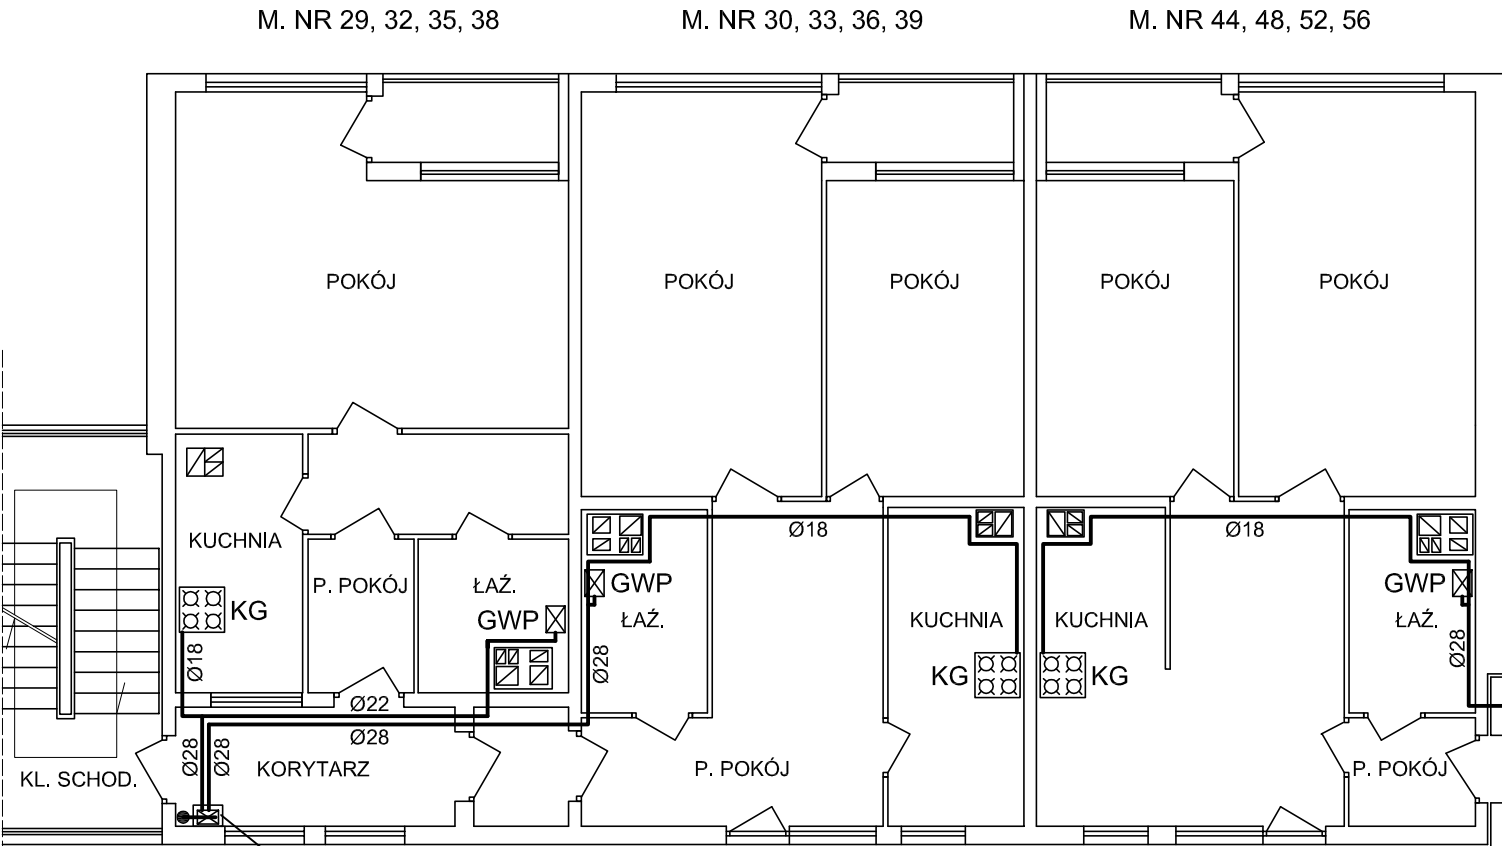 M. NR 29, 32, 35, 38
M. NR 30, 33, 36, 39
M. NR 44, 48, 52, 56
POKÓJ
POKÓJ
POKÓJ
POKÓJ
POKÓJ
KUCHNIA
P. POKÓJ
ŁAŹ.
GWP
KG
Ø18
Ø22
Ø28
Ø28
Ø28
KORYTARZ
KL. SCHOD.
Ø18
GWP
ŁAŹ.
Ø28
KUCHNIA
KG
P. POKÓJ
KUCHNIA
KG
Ø18
GWP
ŁAŹ.
Ø28
P. POKÓJ